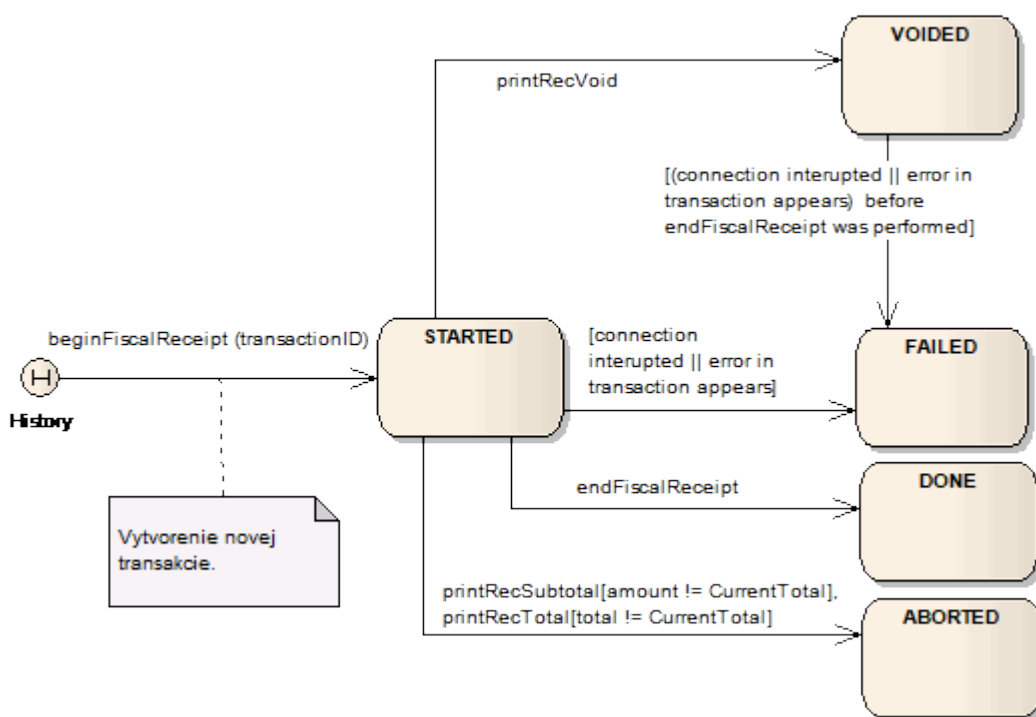 VOIDED
printRecVoid
[(connection interupted || error in
transaction appears)  before
endFiscalReceipt was performed]
beginFiscalReceipt (transactionID)
STARTED
[connection
interupted || error in
transaction appears]
FAILED
H
History
DONE
endFiscalReceipt
Vytvorenie novej
transakcie.
printRecSubtotal[amount != CurrentTotal],
printRecTotal[total != CurrentTotal]
ABORTED